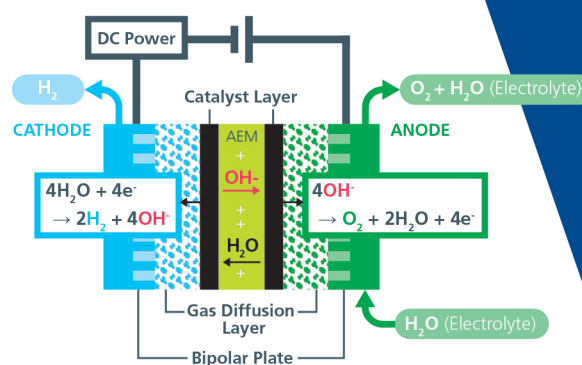 DC Power
H₂
O₂ + H₂O (Electrolyte)
Catalyst Layer
CATHODE
ANODE
AEM
+
OH-
4H₂O + 4e⁻
→ 2H₂ + 4OH⁻
4OH⁻
→ O₂ + 2H₂O + 4e⁻
+
+
H₂O
+
Gas Diffusion
Layer
H₂O (Electrolyte)
Bipolar Plate